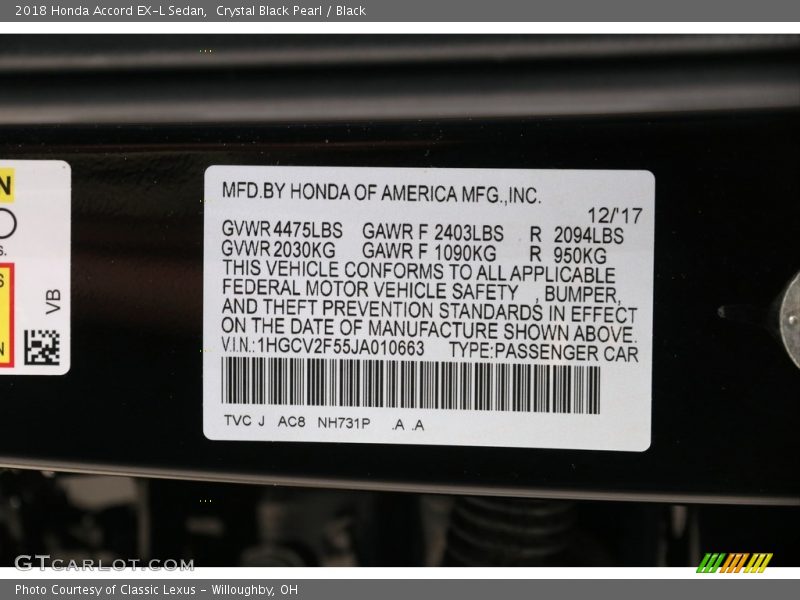 2018 Honda Accord EX-L Sedan, Crystal Black Pearl / Black
MFD.BY HONDA OF AMERICA MFG.,INC.
12/'17
GVWR 4475LBS GAWR F 2403LBS R 2094LBS
GVWR 2030KG GAWR F 1090KG R 950KG
THIS VEHICLE CONFORMS TO ALL APPLICABLE
FEDERAL MOTOR VEHICLE SAFETY , BUMPER,
AND THEFT PREVENTION STANDARDS IN EFFECT
ON THE DATE OF MANUFACTURE SHOWN ABOVE.
V.I.N.:1HGCV2F55JA010663 TYPE:PASSENGER CAR
TVC J AC8 NH731P .A .A
VB
GTCARLOT.COM
Photo Courtesy of Classic Lexus - Willoughby, OH